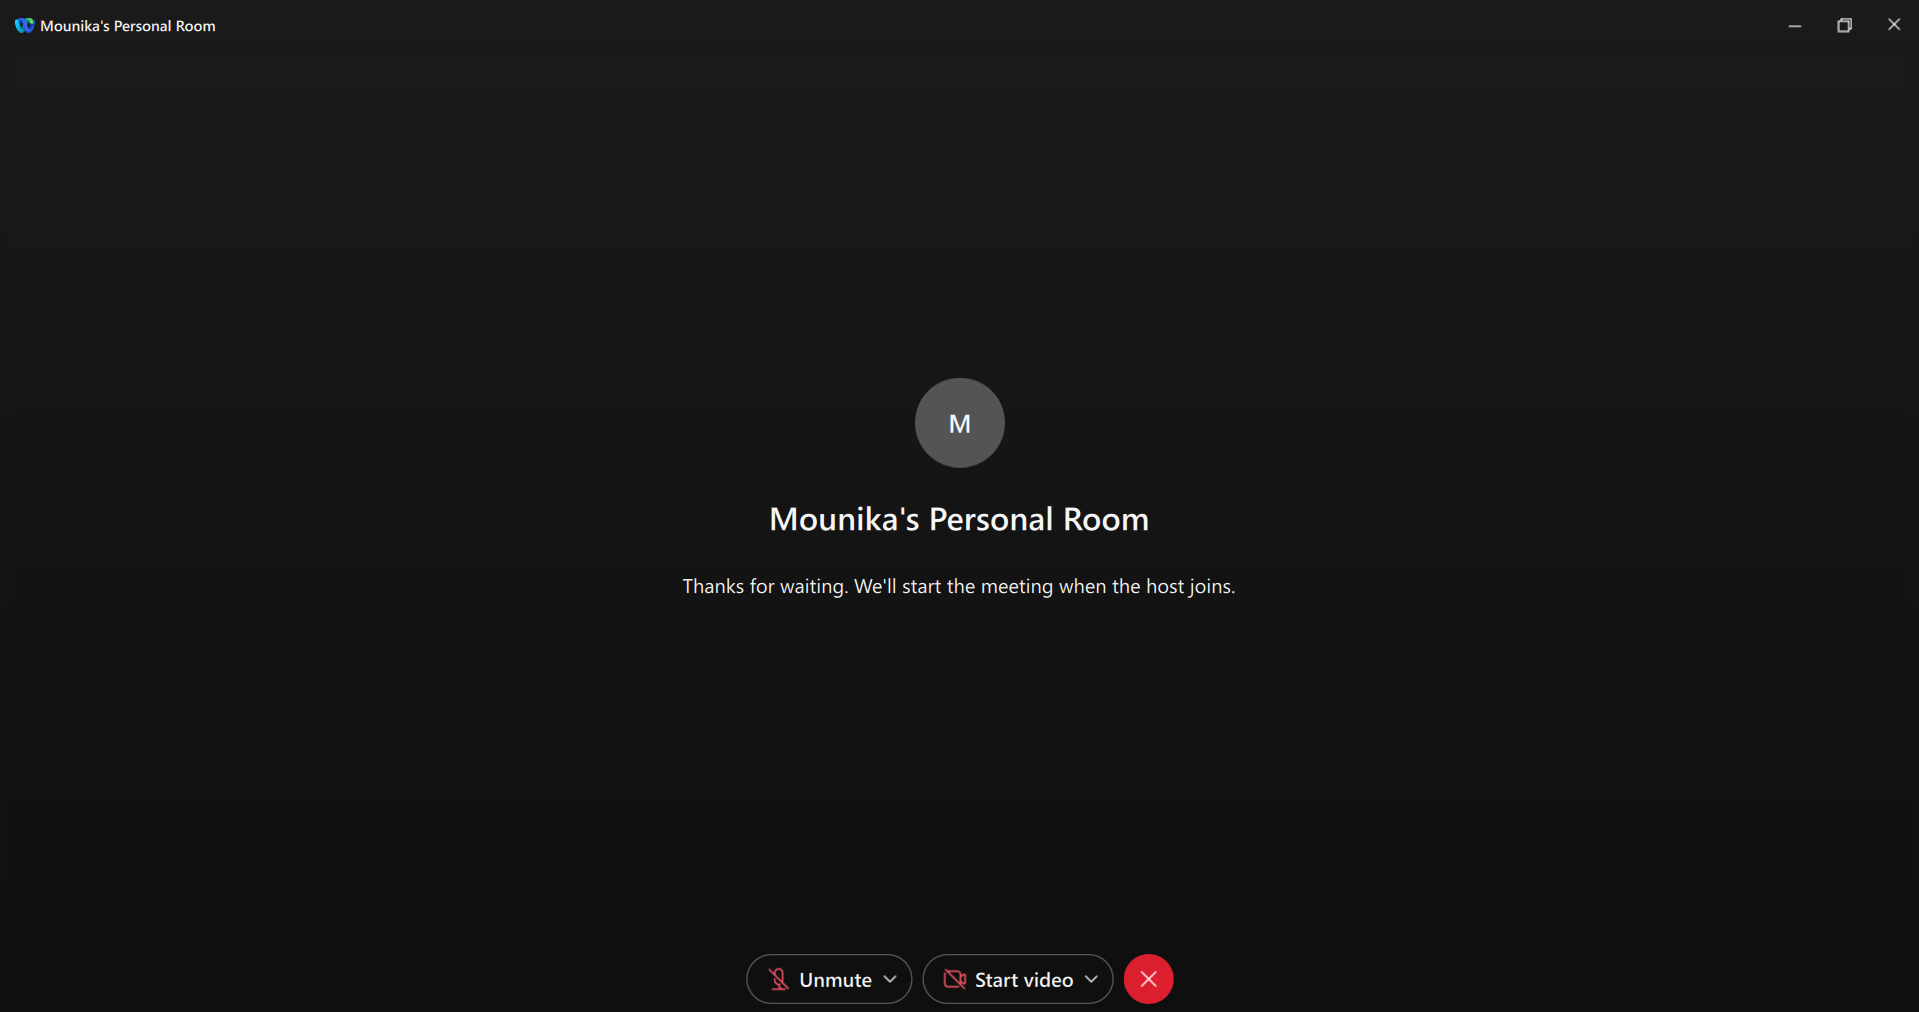 Mounika's Personal Room
M
Mounika's Personal Room
Thanks for waiting. We'll start the meeting when the host joins.
Unmute
Start video